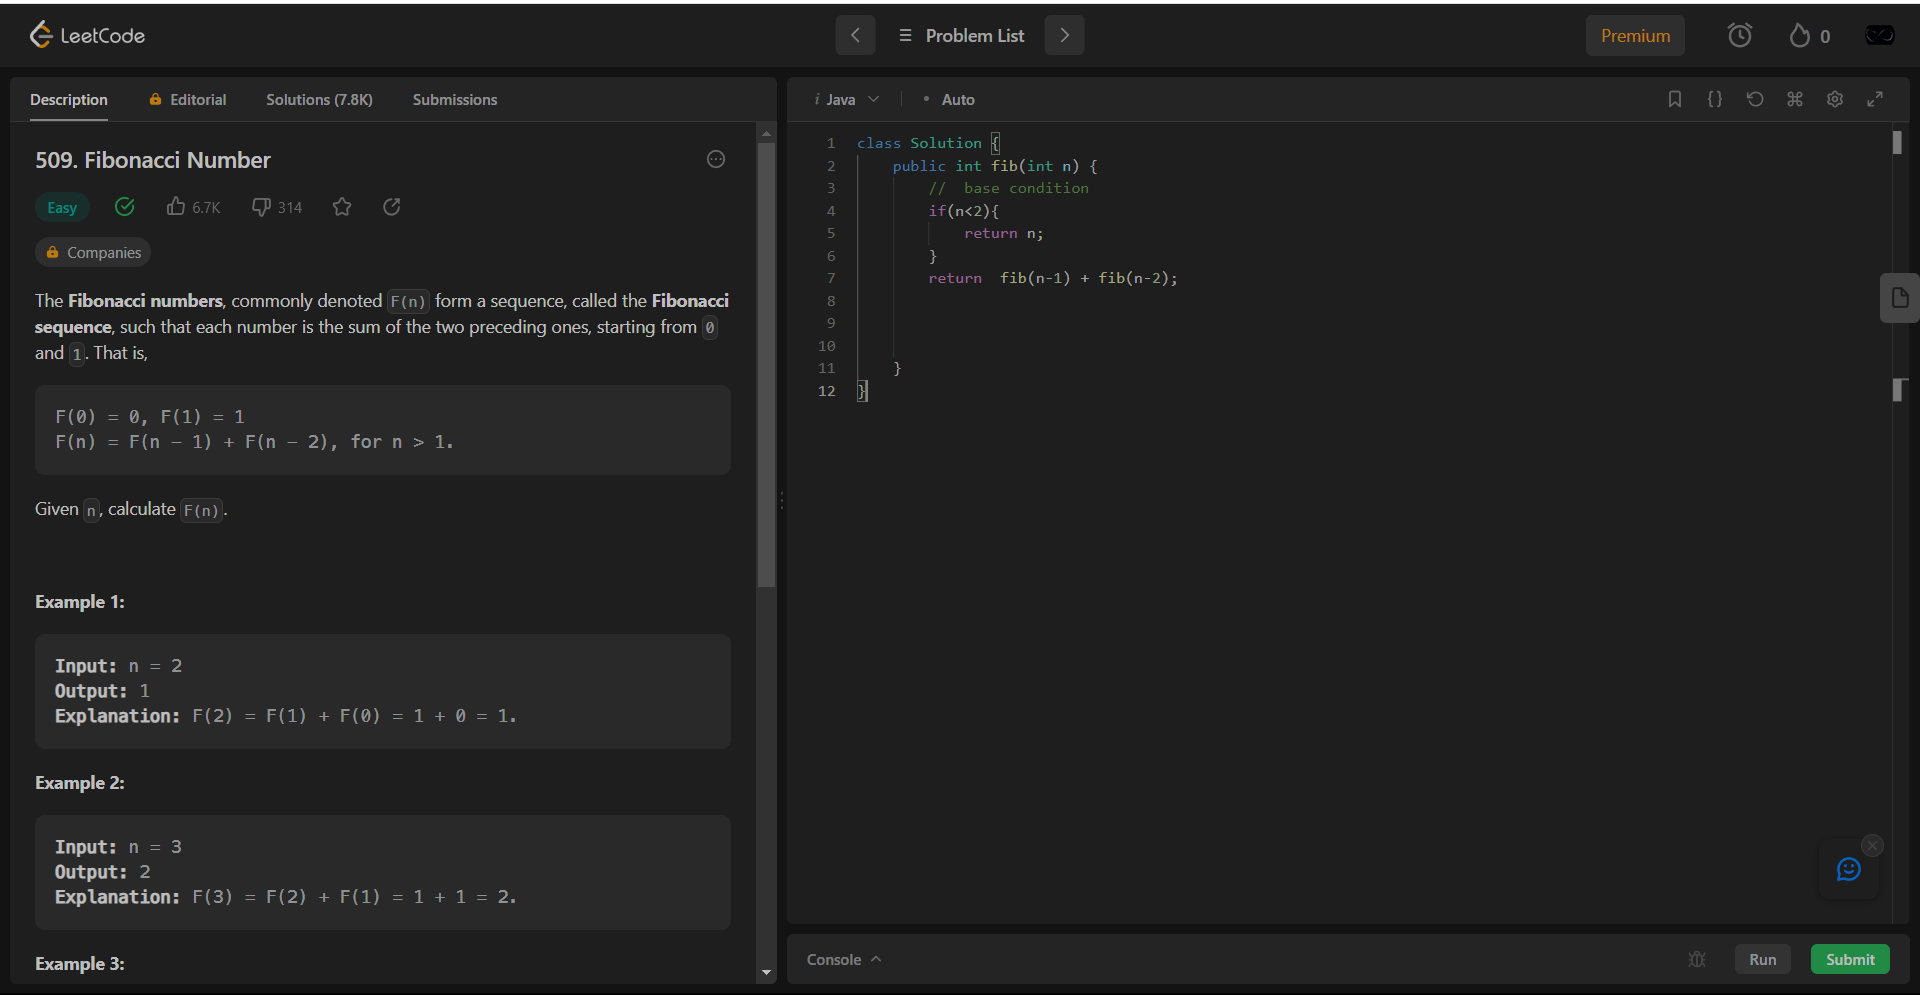 LeetCode
Problem List
Premium
0
Description Editorial Solutions (7.8K) Submissions
509. Fibonacci Number
Easy 6.7K 314
Companies
The Fibonacci numbers, commonly denoted F(n) form a sequence, called the Fibonacci
sequence, such that each number is the sum of the two preceding ones, starting from 0
and 1. That is,
F(0) = 0, F(1) = 1
F(n) = F(n - 1) + F(n - 2), for n > 1.
Given n, calculate F(n).
Example 1:
Input: n = 2
Output: 1
Explanation: F(2) = F(1) + F(0) = 1 + 0 = 1.
Example 2:
Input: n = 3
Output: 2
Explanation: F(3) = F(2) + F(1) = 1 + 1 = 2.
Example 3:
i Java • Auto
1 class Solution {
2 public int fib(int n) {
3 //  base condition
4 if(n<2){
5 return n;
6 }
7 return  fib(n-1) + fib(n-2);
8
9
10
11 }
12 }
Console
Run
Submit